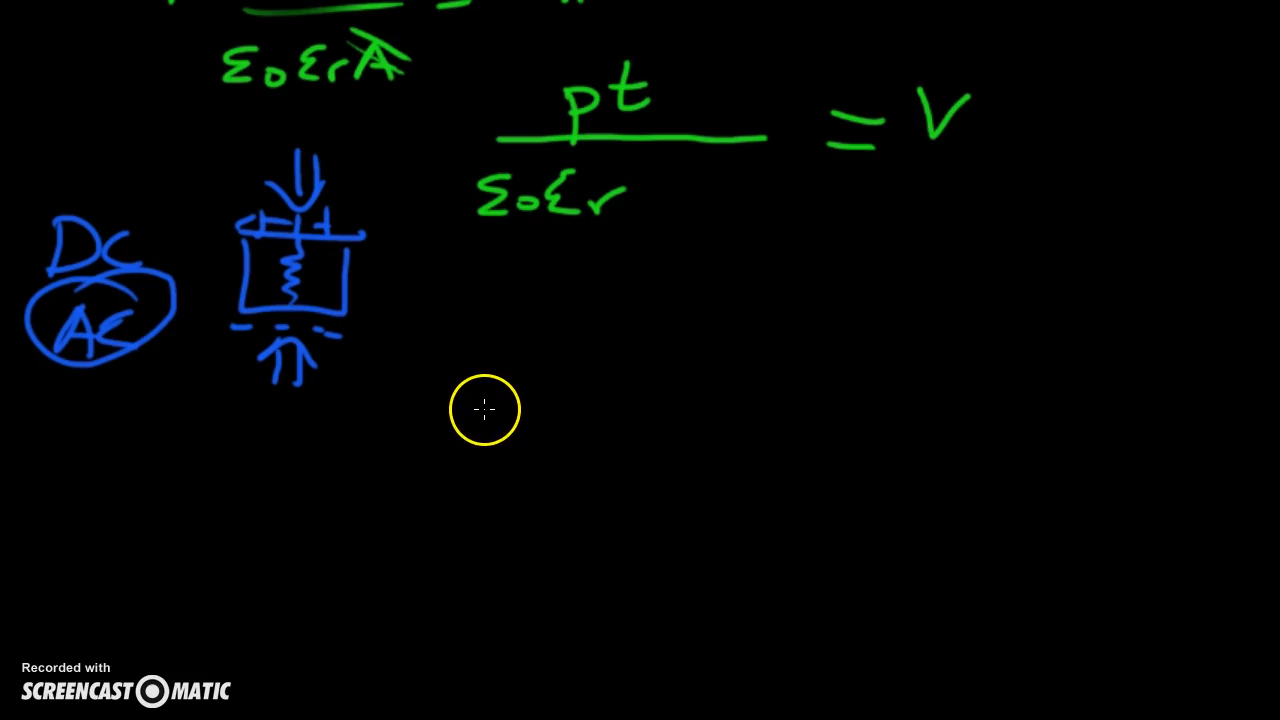 ε₀εrA
pt
= V
ε₀εr
DC
AC
Recorded with
SCREENCAST MATIC